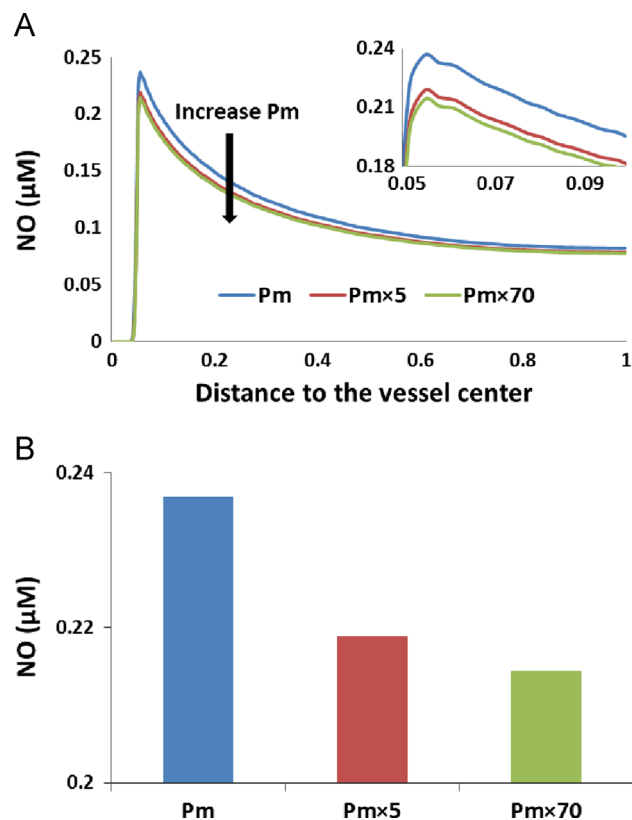 A
0.25
0.2
0.15
0.1
0.05
0
NO (μM)
Increase Pm
0.24
0.21
0.18
0.05 0.07 0.09
Pm Pm×5 Pm×70
0 0.2 0.4 0.6 0.8 1
Distance to the vessel center
B
0.24
0.22
0.2
NO (μM)
Pm Pm×5 Pm×70